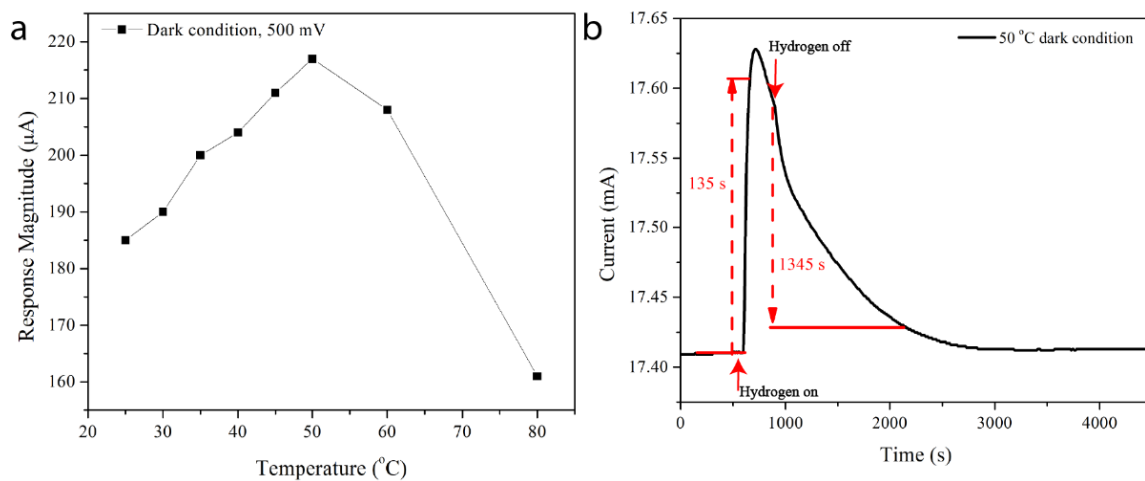 a
Dark condition, 500 mV
220
210
200
190
180
170
160
20
30
40
50
60
70
80
Response Magnitude (µA)
Temperature (°C)
b
50 °C dark condition
Hydrogen off
135 s
1345 s
Hydrogen on
17.65
17.60
17.55
17.50
17.45
17.40
0
1000
2000
3000
4000
Current (mA)
Time (s)